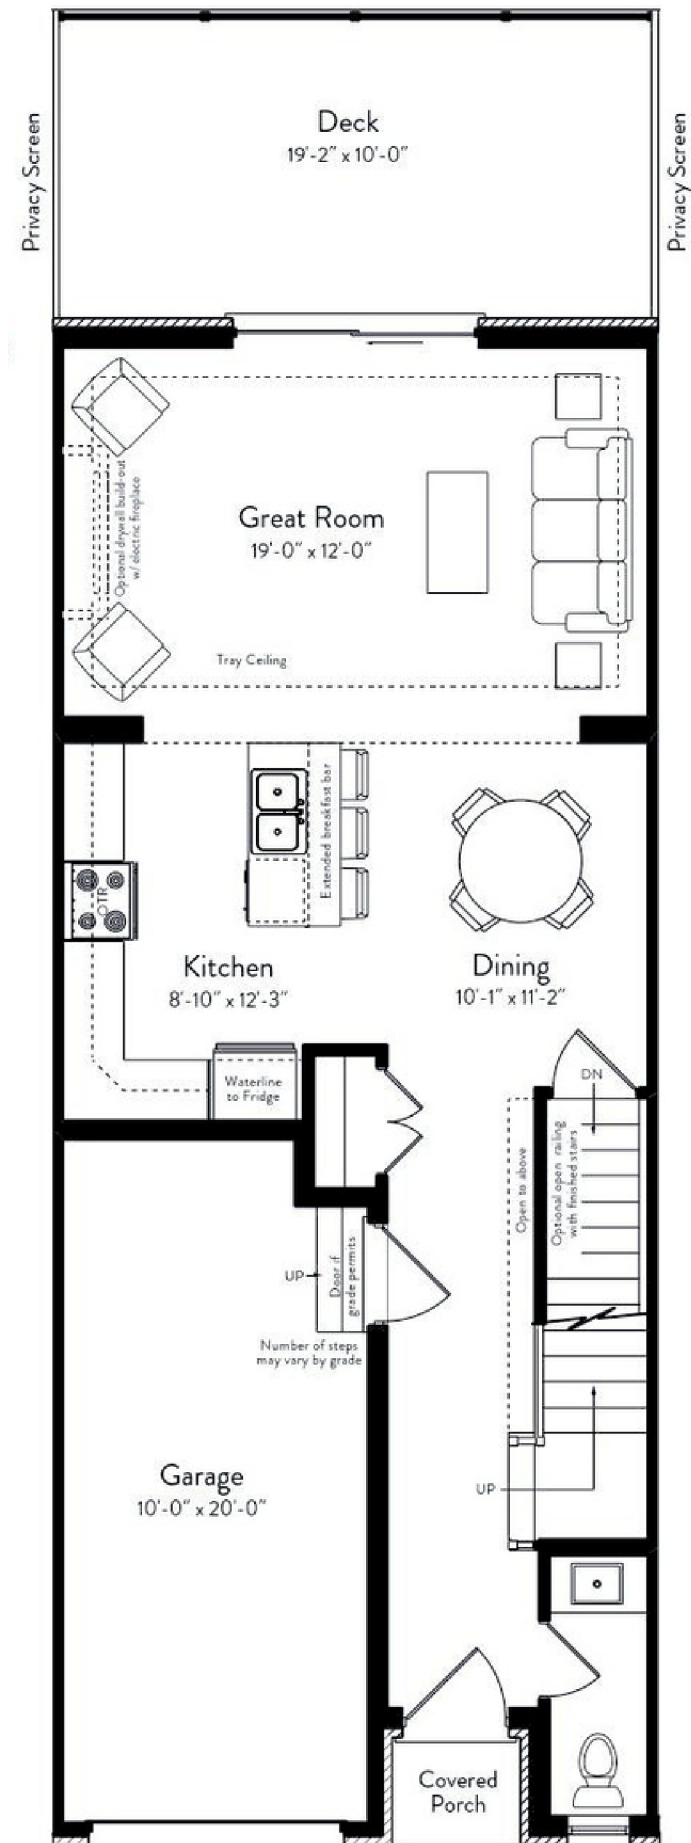 Deck
19'-2" x 10'-0"
Privacy Screen
Privacy Screen
Optional drywall build-out
w/ electric fireplace
Great Room
19'-0" x 12'-0"
Tray Ceiling
Extended breakfast bar
TR
Kitchen
8'-10" x 12'-3"
Dining
10'-1" x 11'-2"
Waterline
to Fridge
DN
Open to above
Optional open railing
with finished stairs
UP
Door if
grade permits
Number of steps
may vary by grade
Garage
10'-0" x 20'-0"
UP
Covered
Porch